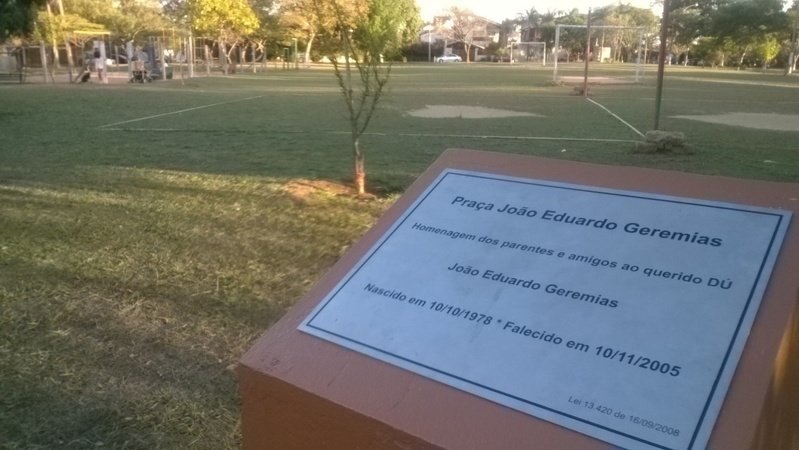 Praça João Eduardo Geremias
Homenagem dos parentes e amigos ao querido DÚ
João Eduardo Geremias
Nascido em 10/10/1978 * Falecido em 10/11/2005
Lei 13.420 de 16/09/2008